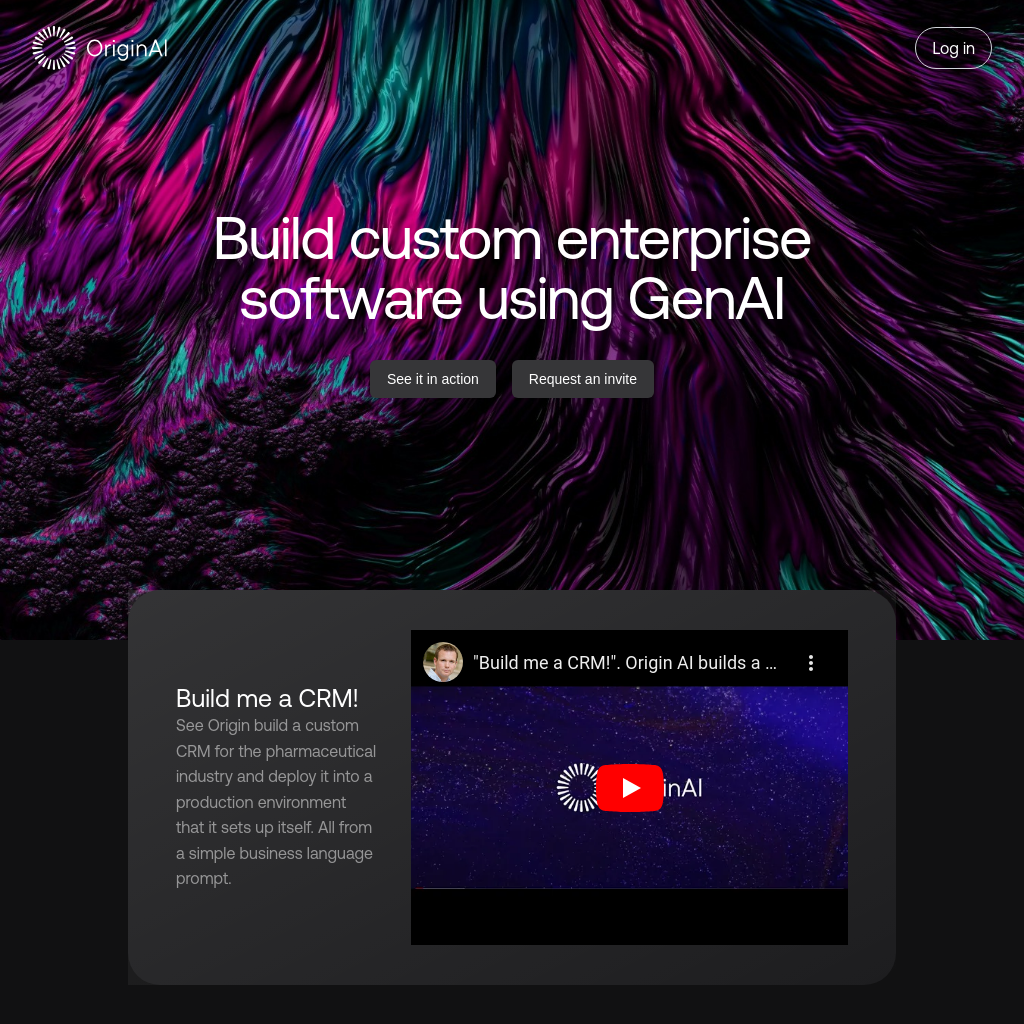 OriginAI
Log in
Build custom enterprise
software using GenAI
See it in action
Request an invite
Build me a CRM!
See Origin build a custom
CRM for the pharmaceutical
industry and deploy it into a
production environment
that it sets up itself. All from
a simple business language
prompt.
"Build me a CRM!". Origin AI builds a ...
inAI